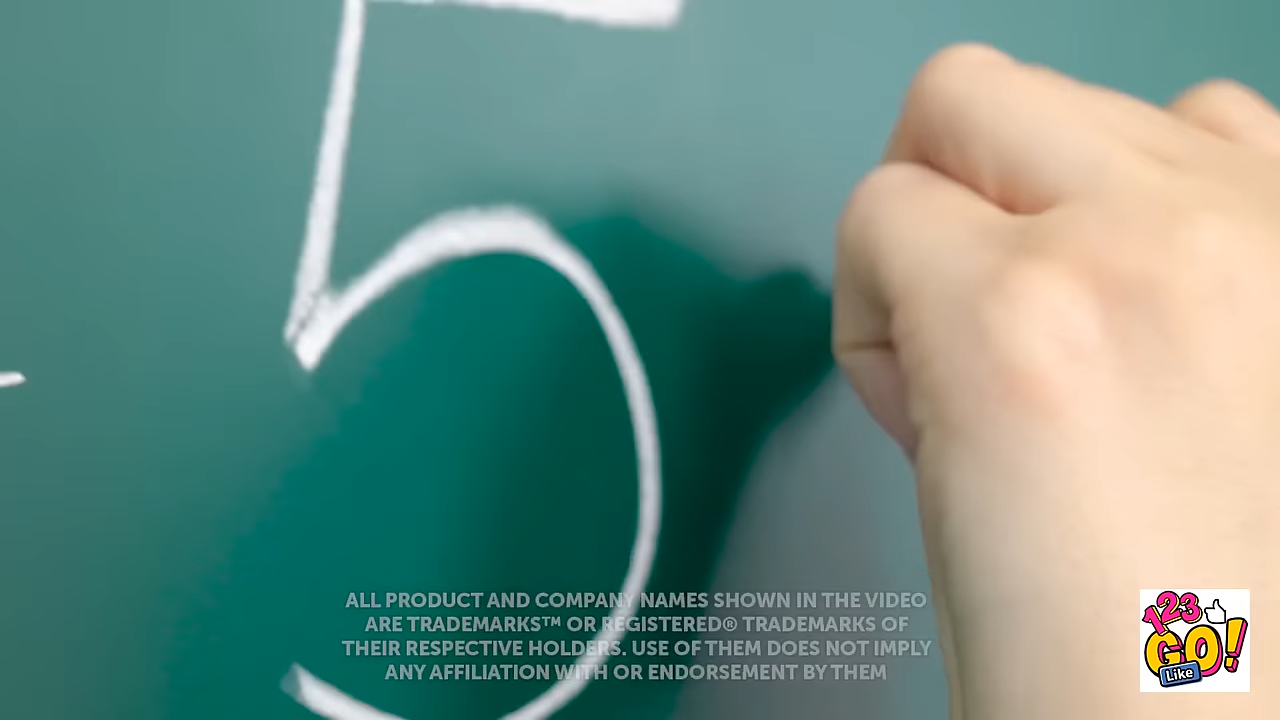 5
ALL PRODUCT AND COMPANY NAMES SHOWN IN THE VIDEO
ARE TRADEMARKS™ OR REGISTERED® TRADEMARKS OF
THEIR RESPECTIVE HOLDERS. USE OF THEM DOES NOT IMPLY
ANY AFFILIATION WITH OR ENDORSEMENT BY THEM
123
GO!
Like